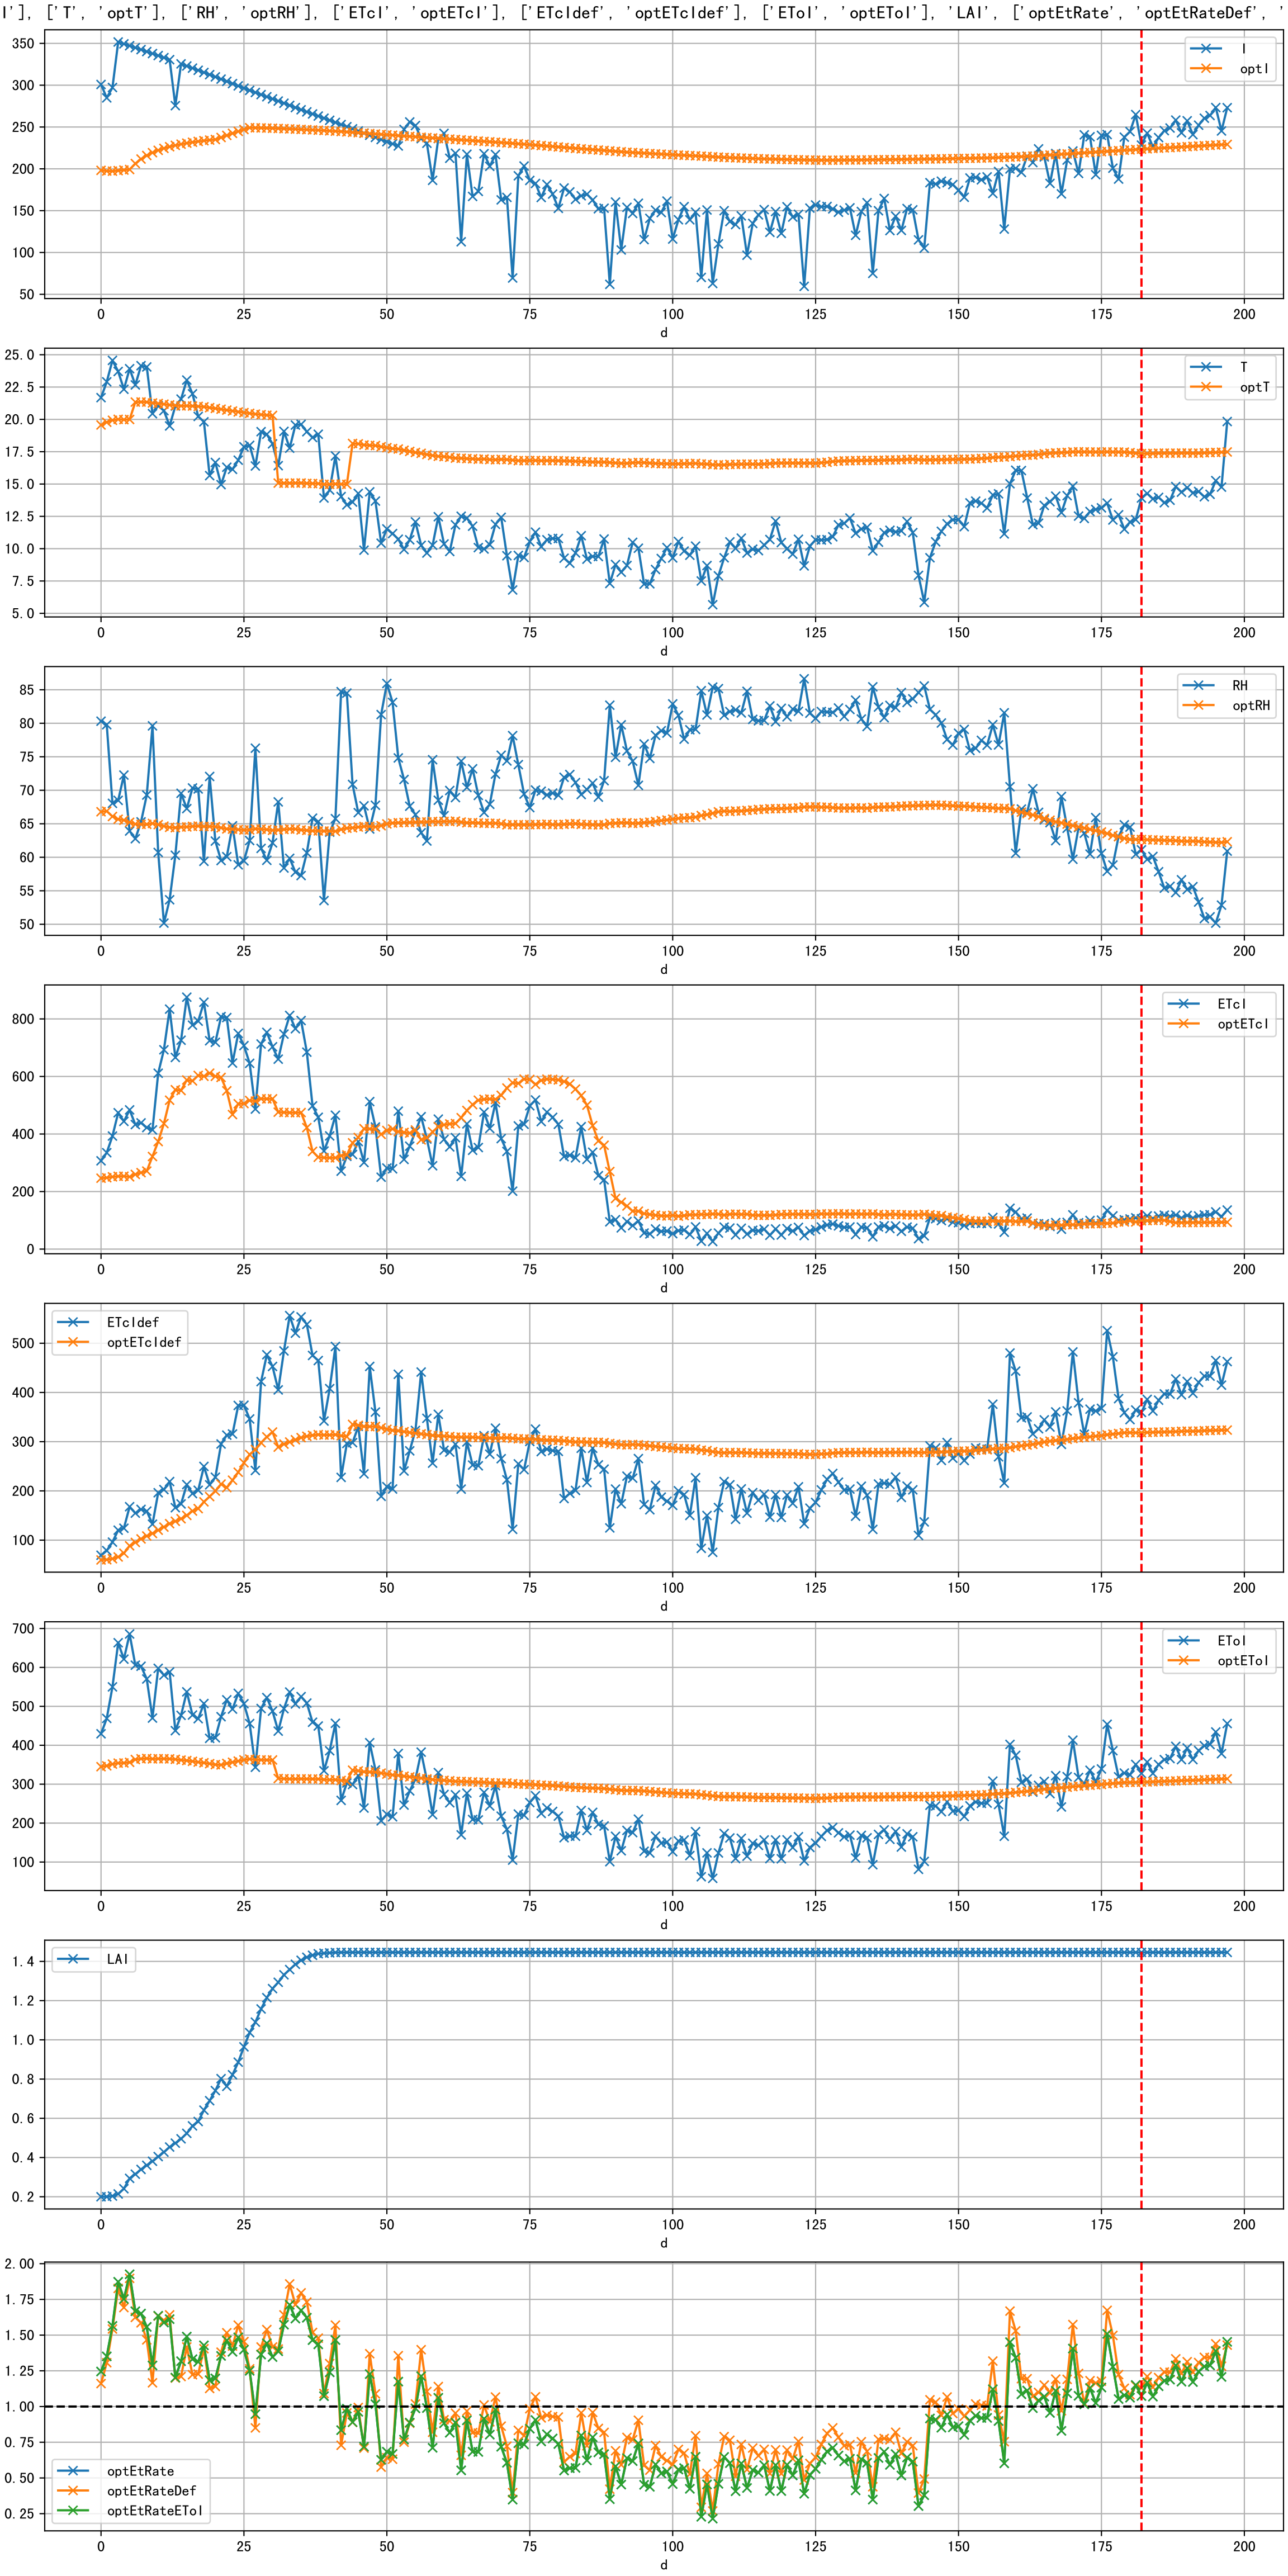 I'], ['T', 'optT'], ['RH', 'optRH'], ['ETcI', 'optETcI'], ['ETcIdef', 'optETcIdef'], ['EToI', 'optEToI'], 'LAI', ['optEtRate', 'optEtRateDef', '
350
300
250
200
150
100
50
I
optI
0 25 50 75 100 125 150 175 200
d
25.0
22.5
20.0
17.5
15.0
12.5
10.0
7.5
5.0
T
optT
0 25 50 75 100 125 150 175 200
d
85
80
75
70
65
60
55
50
RH
optRH
0 25 50 75 100 125 150 175 200
d
800
600
400
200
0
ETcI
optETcI
0 25 50 75 100 125 150 175 200
d
500
400
300
200
100
ETcIdef
optETcIdef
0 25 50 75 100 125 150 175 200
d
700
600
500
400
300
200
100
EToI
optEToI
0 25 50 75 100 125 150 175 200
d
1.4
1.2
1.0
0.8
0.6
0.4
0.2
LAI
0 25 50 75 100 125 150 175 200
d
2.00
1.75
1.50
1.25
1.00
0.75
0.50
0.25
optEtRate
optEtRateDef
optEtRateEToI
0 25 50 75 100 125 150 175 200
d